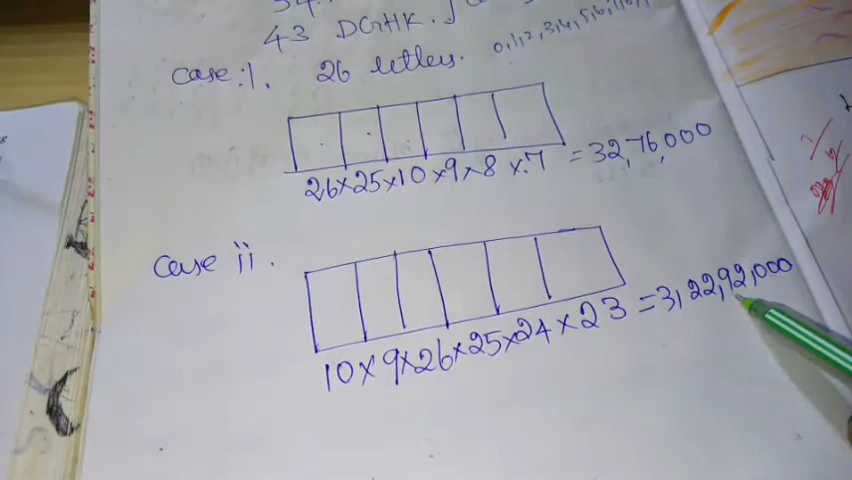 43 DGHK.
Case:1. 26 letters. 0,1,2,3,4,5,6,
26×25×10×9×8×7 = 32,76,000
Case ii.
10×9×26×25×24×23 = 3,22,92,000